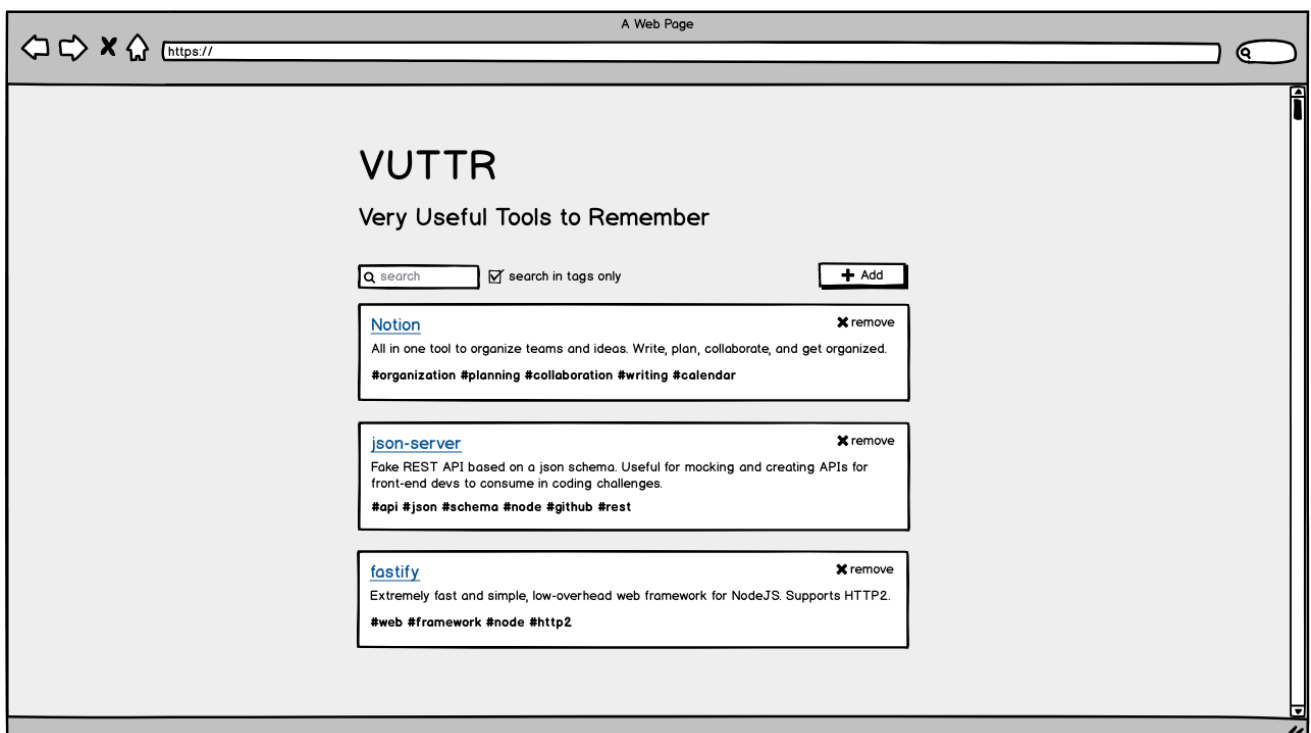 A Web Page
https://
VUTTR
Very Useful Tools to Remember
search
search in tags only
Add
Notion
remove
All in one tool to organize teams and ideas. Write, plan, collaborate, and get organized.
#organization #planning #collaboration #writing #calendar
json-server
remove
Fake REST API based on a json schema. Useful for mocking and creating APIs for
front-end devs to consume in coding challenges.
#api #json #schema #node #github #rest
fastify
remove
Extremely fast and simple, low-overhead web framework for NodeJS. Supports HTTP2.
#web #framework #node #http2